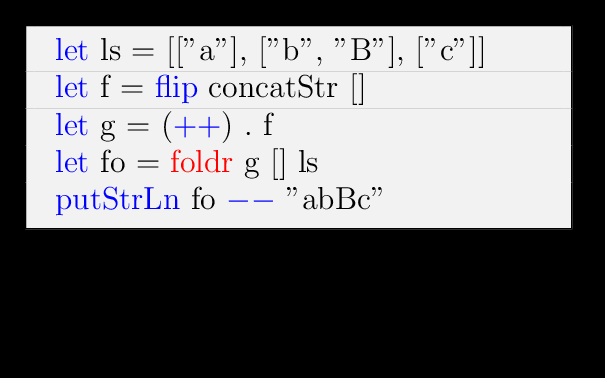 let ls = [["a"], ["b", "B"], ["c"]]
let f = flip concatStr []
let g = (++) . f
let fo = foldr g [] ls
putStrLn fo −− "abBc"